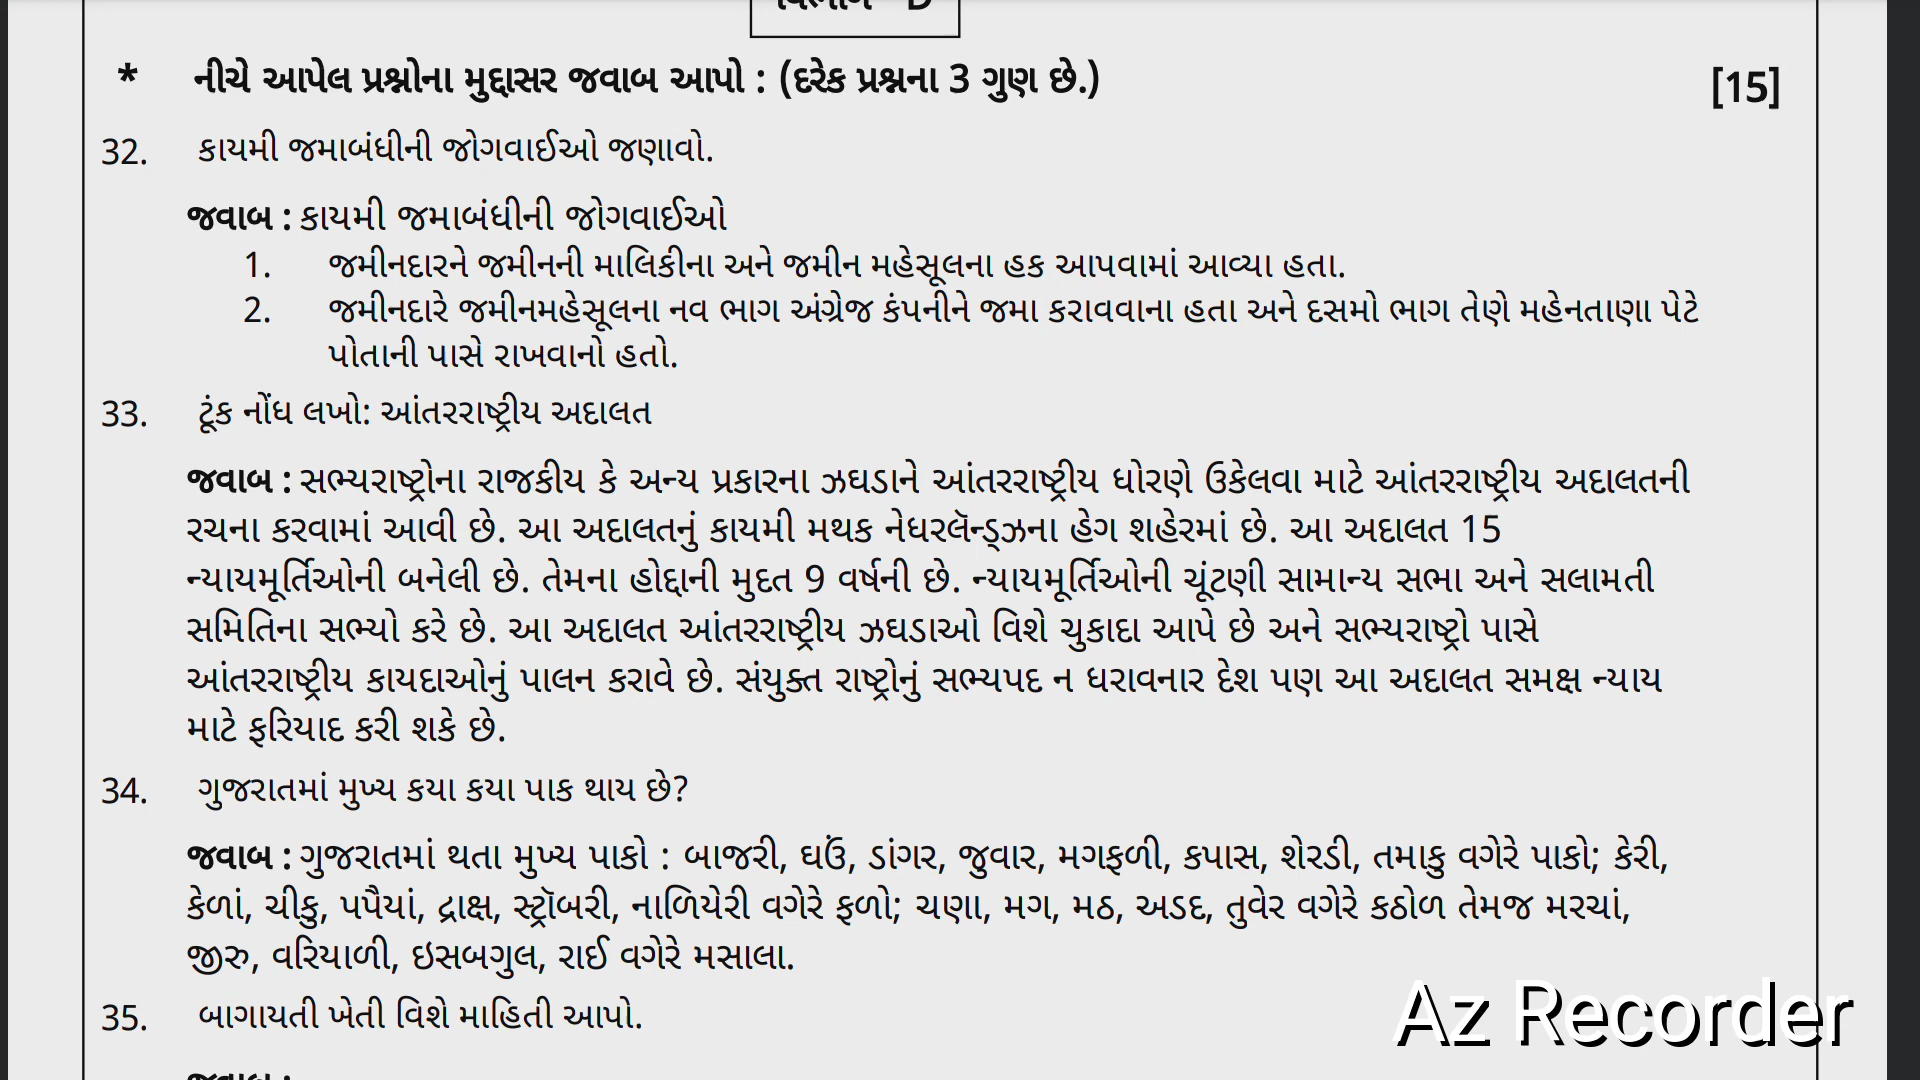 વિભાગ D
* નીચે આપેલ પ્રશ્નોના મુદ્દાસર જવાબ આપો : (દરેક પ્રશ્નના 3 ગુણ છે.) [15]
32. કાયમી જમાબંધીની જોગવાઈઓ જણાવો.
જવાબ : કાયમી જમાબંધીની જોગવાઈઓ
1. જમીનદારને જમીનની માલિકીના અને જમીન મહેસૂલના હક આપવામાં આવ્યા હતા.
2. જમીનદારે જમીનમહેસૂલના નવ ભાગ અંગ્રેજ કંપનીને જમા કરાવવાના હતા અને દસમો ભાગ તેણે મહેનતાણા પેટે
પોતાની પાસે રાખવાનો હતો.
33. ટૂંક નોંધ લખો: આંતરરાષ્ટ્રીય અદાલત
જવાબ : સભ્યરાષ્ટ્રોના રાજકીય કે અન્ય પ્રકારના ઝઘડાને આંતરરાષ્ટ્રીય ધોરણે ઉકેલવા માટે આંતરરાષ્ટ્રીય અદાલતની
રચના કરવામાં આવી છે. આ અદાલતનું કાયમી મથક નેધરલૅન્ડ્ઝના હેગ શહેરમાં છે. આ અદાલત 15
ન્યાયમૂર્તિઓની બનેલી છે. તેમના હોદ્દાની મુદત 9 વર્ષની છે. ન્યાયમૂર્તિઓની ચૂંટણી સામાન્ય સભા અને સલામતી
સમિતિના સભ્યો કરે છે. આ અદાલત આંતરરાષ્ટ્રીય ઝઘડાઓ વિશે ચુકાદા આપે છે અને સભ્યરાષ્ટ્રો પાસે
આંતરરાષ્ટ્રીય કાયદાઓનું પાલન કરાવે છે. સંયુક્ત રાષ્ટ્રોનું સભ્યપદ ન ધરાવનાર દેશ પણ આ અદાલત સમક્ષ ન્યાય
માટે ફરિયાદ કરી શકે છે.
34. ગુજરાતમાં મુખ્ય કયા કયા પાક થાય છે?
જવાબ : ગુજરાતમાં થતા મુખ્ય પાકો : બાજરી, ઘઉં, ડાંગર, જુવાર, મગફળી, કપાસ, શેરડી, તમાકુ વગેરે પાકો; કેરી,
કેળાં, ચીકુ, પપૈયાં, દ્રાક્ષ, સ્ટ્રૉબરી, નાળિયેરી વગેરે ફળો; ચણા, મગ, મઠ, અડદ, તુવેર વગેરે કઠોળ તેમજ મરચાં,
જીરુ, વરિયાળી, ઇસબગુલ, રાઈ વગેરે મસાલા.
35. બાગાયતી ખેતી વિશે માહિતી આપો.
જવાબ :
Az Recorder